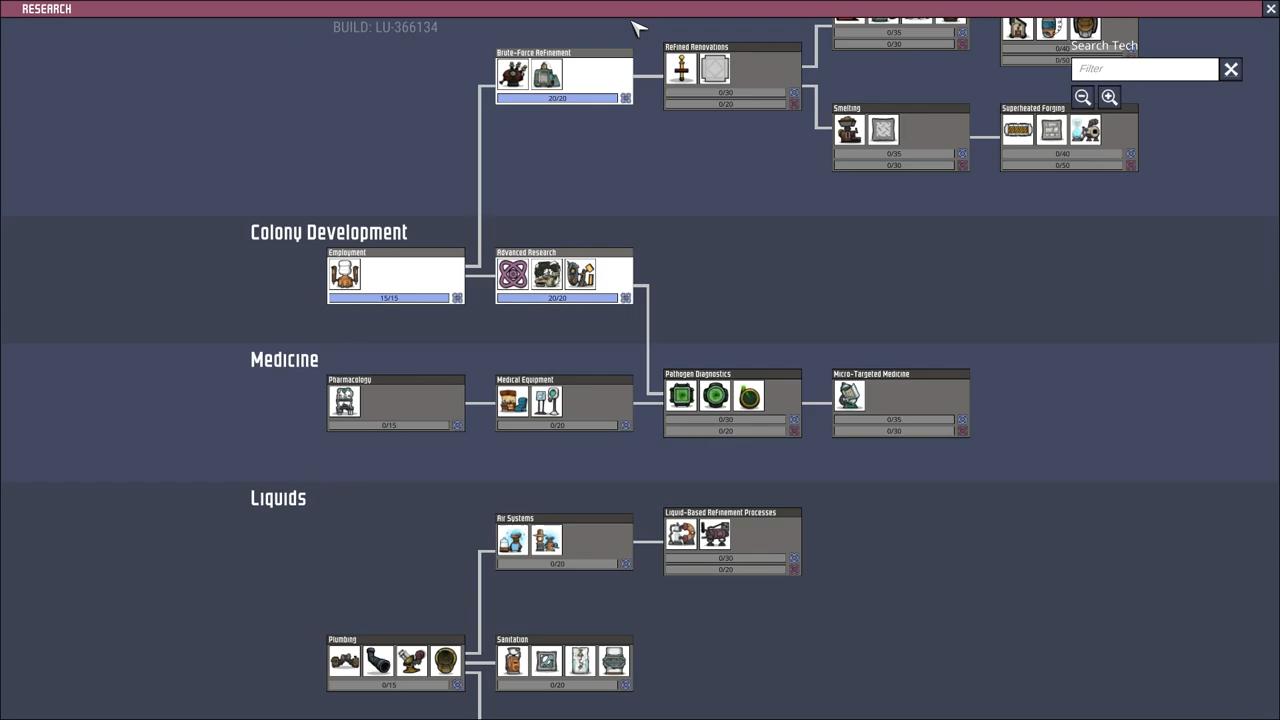 RESEARCH
BUILD: LU-366134
0/35
0/30
0/40
0/50
Search Tech
Filter
Brute-Force Refinement
20/20
Refined Renovations
0/30
0/20
Smelting
0/35
0/30
Superheated Forging
0/40
0/50
Colony Development
Employment
15/15
Advanced Research
20/20
Medicine
Pharmacology
0/15
Medical Equipment
0/20
Pathogen Diagnostics
0/30
0/20
Micro-Targeted Medicine
0/35
0/30
Liquids
Air Systems
0/20
Liquid-Based Refinement Processes
0/30
0/20
Plumbing
0/15
Sanitation
0/20